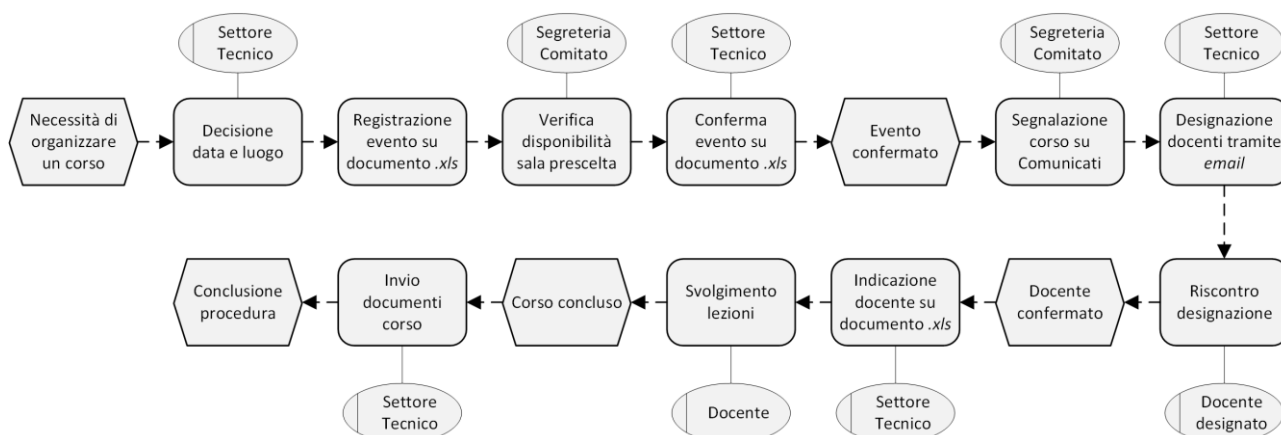 Settore
Tecnico
Segreteria
Comitato
Settore
Tecnico
Segreteria
Comitato
Settore
Tecnico
Necessità di
organizzare
un corso
Decisione
data e luogo
Registrazione
evento su
documento .xls
Verifica
disponibilità
sala prescelta
Conferma
evento su
documento .xls
Evento
confermato
Segnalazione
corso su
Comunicati
Designazione
docenti tramite
email
Riscontro
designazione
Docente
confermato
Indicazione
docente su
documento .xls
Svolgimento
lezioni
Corso concluso
Invio
documenti
corso
Conclusione
procedura
Settore
Tecnico
Docente
Settore
Tecnico
Docente
designato